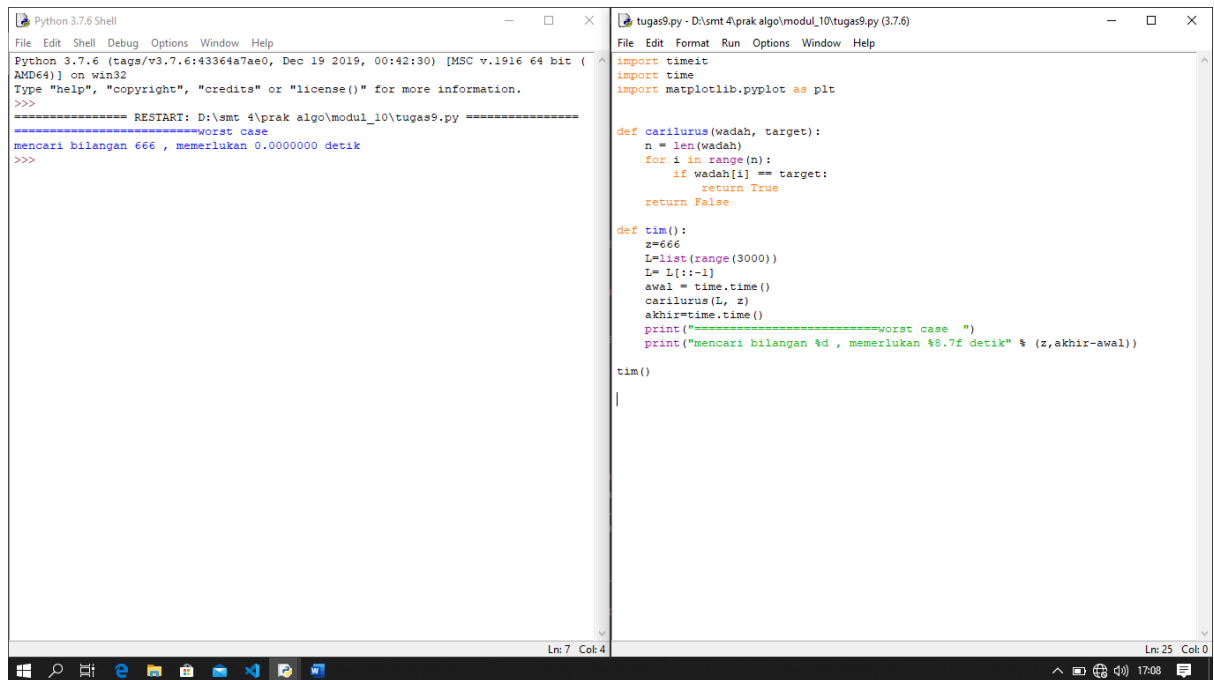 Python 3.7.6 Shell
File Edit Shell Debug Options Window Help
Python 3.7.6 (tags/v3.7.6:43364a7ae0, Dec 19 2019, 00:42:30) [MSC v.1916 64 bit (
AMD64)] on win32
Type "help", "copyright", "credits" or "license()" for more information.
>>>
================ RESTART: D:\smt 4\prak algo\modul_10\tugas9.py ================
==========================worst case
mencari bilangan 666 , memerlukan 0.0000000 detik
>>>
Ln: 7 Col: 4
tugas9.py - D:\smt 4\prak algo\modul_10\tugas9.py (3.7.6)
File Edit Format Run Options Window Help
import timeit
import time
import matplotlib.pyplot as plt
def carilurus(wadah, target):
    n = len(wadah)
    for i in range(n):
        if wadah[i] == target:
            return True
    return False
def tim():
    z=666
    L=list(range(3000))
    L= L[::-1]
    awal = time.time()
    carilurus(L, z)
    akhir=time.time()
    print("==========================worst case  ")
    print("mencari bilangan %d , memerlukan %8.7f detik" % (z,akhir-awal))
tim()
Ln: 25 Col: 0
17:08